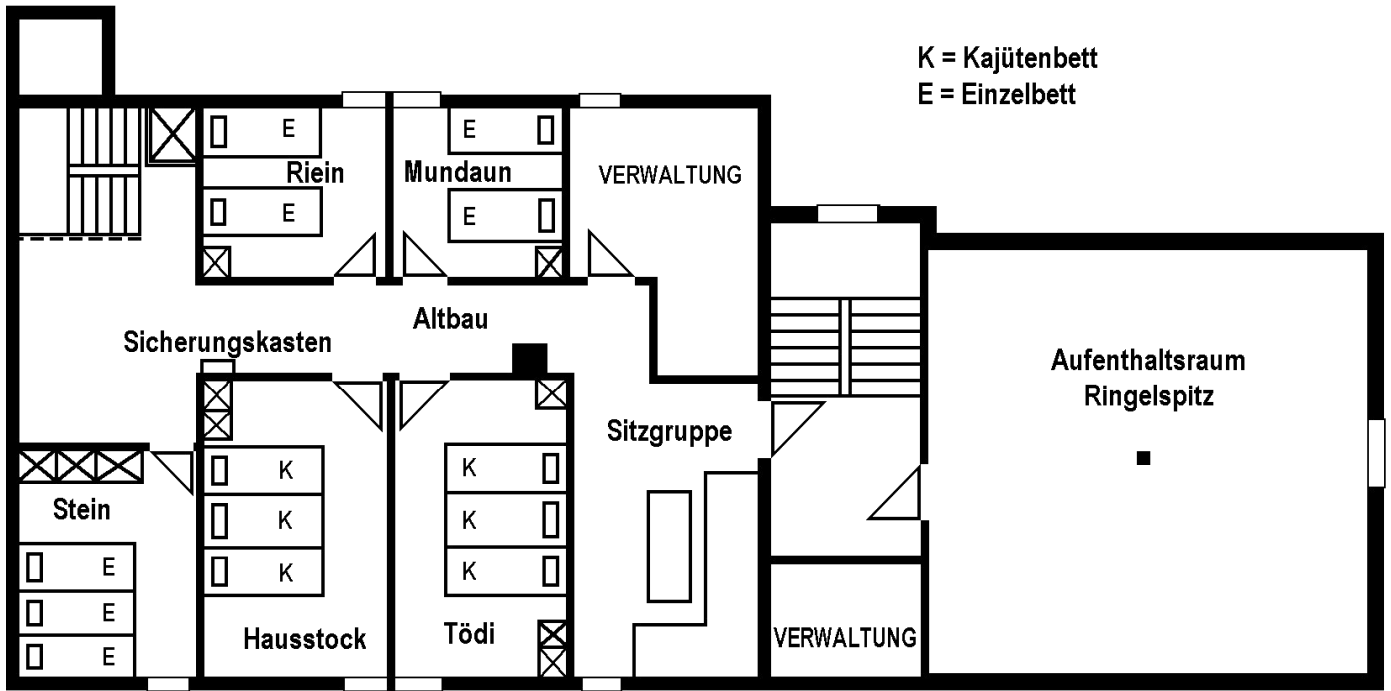 K = Kajütenbett
E = Einzelbett
E
Riein
E
E
Mundaun
E
VERWALTUNG
Altbau
Sicherungskasten
Aufenthaltsraum
Ringelspitz
Sitzgruppe
Stein
E
E
E
K
K
K
Hausstock
K
K
K
Tödi
VERWALTUNG